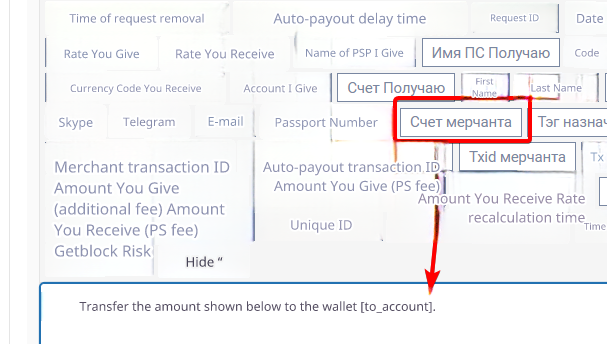 Time of request removal Auto-payout delay time Request ID Date
Rate You Give Rate You Receive Name of PSP I Give Имя ПС Получаю Code
Currency Code You Receive Account I Give Счет Получаю First Name Last Name
Skype Telegram E-mail Passport Number Счет мерчанта Тэг назнач
Merchant transaction ID
Amount You Give
(additional fee) Amount
You Receive (PS fee)
Getblock Risk
Auto-payout transaction ID
Amount You Give (PS fee)
Unique ID
Txid мерчанта Tx
Amount You Receive Rate
recalculation time
Time
Hide “
Transfer the amount shown below to the wallet [to_account].